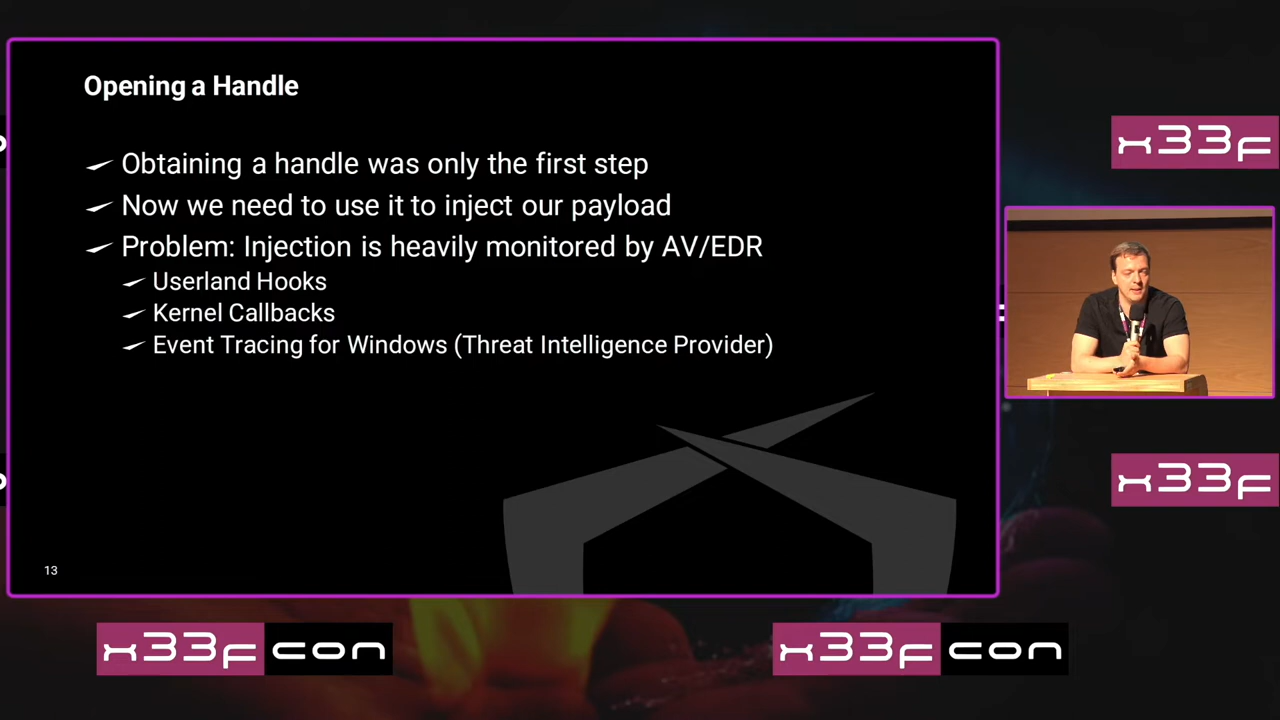 Opening a Handle
Obtaining a handle was only the first step
Now we need to use it to inject our payload
Problem: Injection is heavily monitored by AV/EDR
Userland Hooks
Kernel Callbacks
Event Tracing for Windows (Threat Intelligence Provider)
13
x33f
x33f
x33fcon
x33fcon